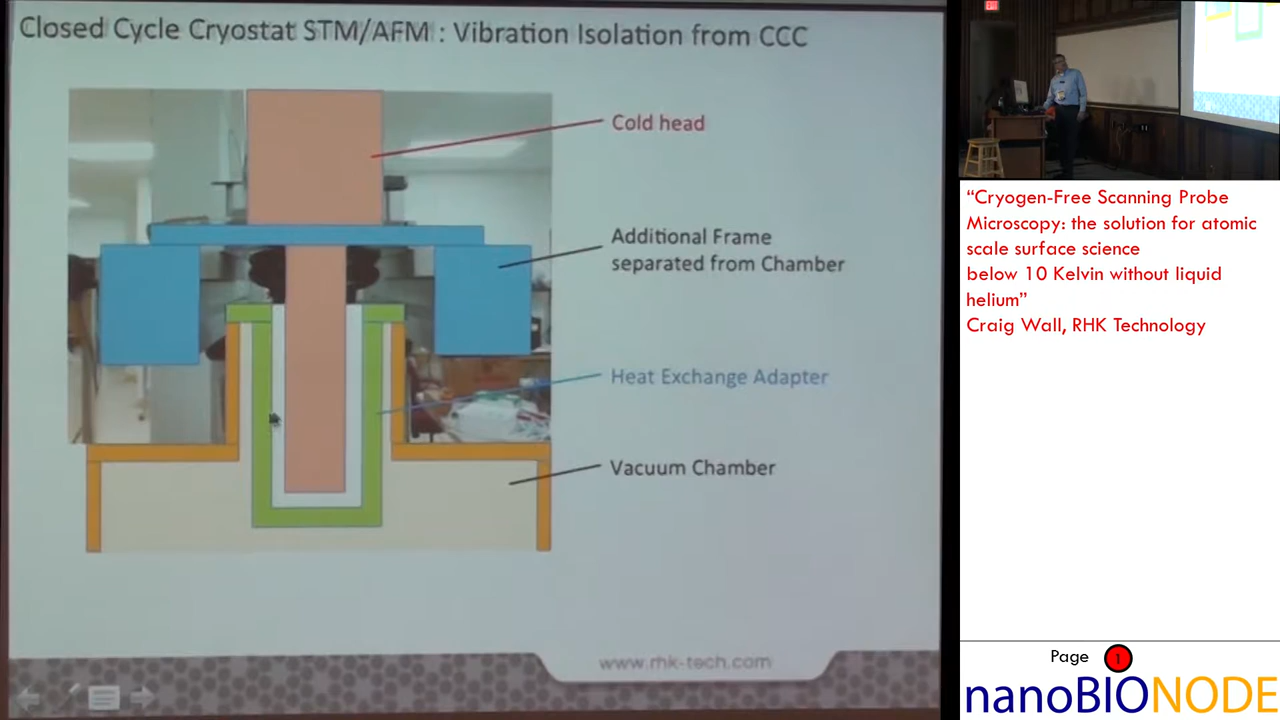 Closed Cycle Cryostat STM/AFM : Vibration Isolation from CCC
Cold head
Additional Frame
separated from Chamber
Heat Exchange Adapter
Vacuum Chamber
www.rhk-tech.com
“Cryogen-Free Scanning Probe
Microscopy: the solution for atomic
scale surface science
below 10 Kelvin without liquid
helium”
Craig Wall, RHK Technology
Page 1
nanoBIONODE